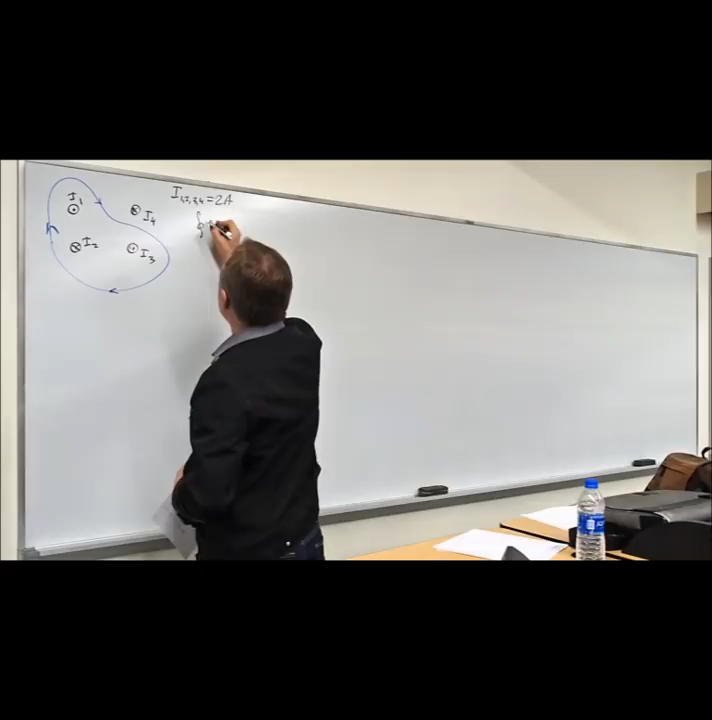 I₁
I₄
I₂
I₃
I₁,₂,₃,₄ = 2A
∮